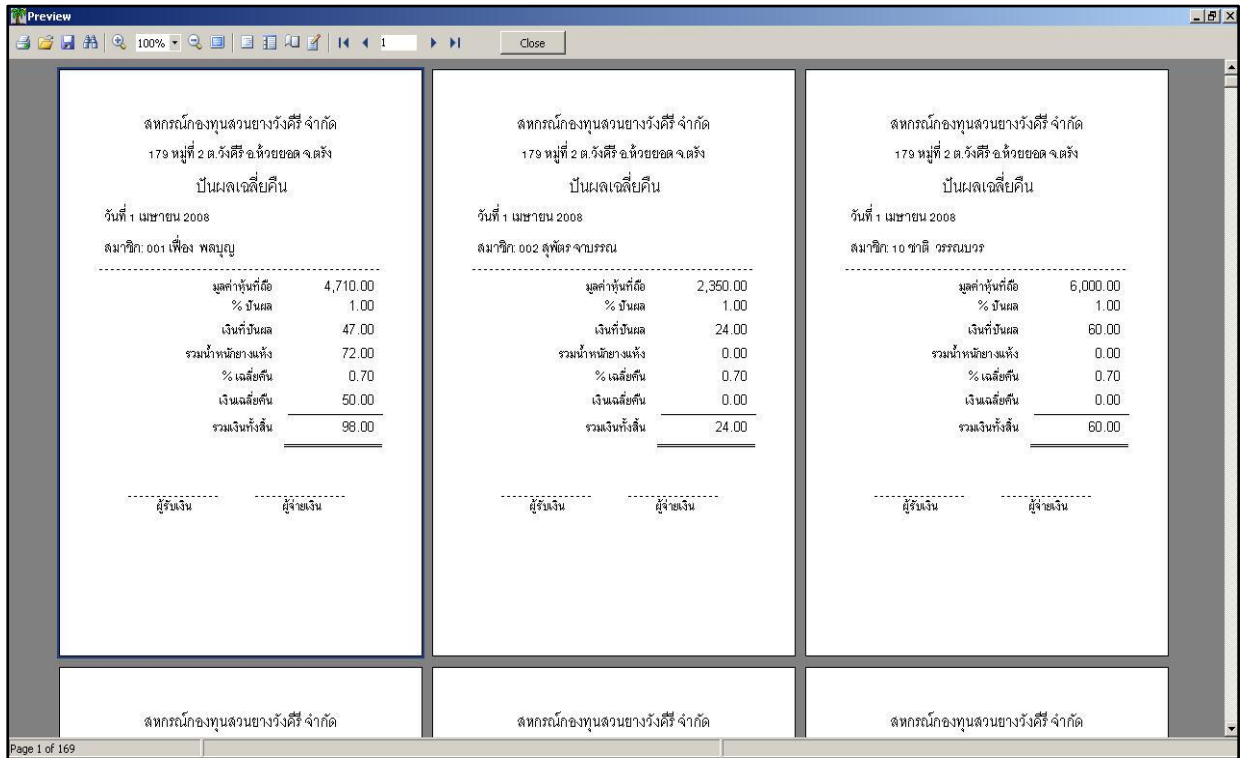 Preview
100%
1
Close
สหกรณ์กองทุนสวนยางวังคีรี จำกัด
179 หมู่ที่ 2 ต.วังคีรี อ.ห้วยยอด จ.ตรัง
ปันผลเฉลี่ยคืน
วันที่ 1 เมษายน 2008
สมาชิก: 001 เฟื่อง พลบุญ
มูลค่าหุ้นที่ถือ 4,710.00
% ปันผล 1.00
เงินที่ปันผล 47.00
รวมน้ำหนักยางแห้ง 72.00
% เฉลี่ยคืน 0.70
เงินเฉลี่ยคืน 50.00
รวมเงินทั้งสิ้น 98.00
ผู้รับเงิน ผู้จ่ายเงิน
สหกรณ์กองทุนสวนยางวังคีรี จำกัด
179 หมู่ที่ 2 ต.วังคีรี อ.ห้วยยอด จ.ตรัง
ปันผลเฉลี่ยคืน
วันที่ 1 เมษายน 2008
สมาชิก: 002 สุพัตร จาบรรณ
มูลค่าหุ้นที่ถือ 2,350.00
% ปันผล 1.00
เงินที่ปันผล 24.00
รวมน้ำหนักยางแห้ง 0.00
% เฉลี่ยคืน 0.70
เงินเฉลี่ยคืน 0.00
รวมเงินทั้งสิ้น 24.00
ผู้รับเงิน ผู้จ่ายเงิน
สหกรณ์กองทุนสวนยางวังคีรี จำกัด
179 หมู่ที่ 2 ต.วังคีรี อ.ห้วยยอด จ.ตรัง
ปันผลเฉลี่ยคืน
วันที่ 1 เมษายน 2008
สมาชิก: 10 ชาติ วรรณบวร
มูลค่าหุ้นที่ถือ 6,000.00
% ปันผล 1.00
เงินที่ปันผล 60.00
รวมน้ำหนักยางแห้ง 0.00
% เฉลี่ยคืน 0.70
เงินเฉลี่ยคืน 0.00
รวมเงินทั้งสิ้น 60.00
ผู้รับเงิน ผู้จ่ายเงิน
สหกรณ์กองทุนสวนยางวังคีรี จำกัด
สหกรณ์กองทุนสวนยางวังคีรี จำกัด
สหกรณ์กองทุนสวนยางวังคีรี จำกัด
Page 1 of 169